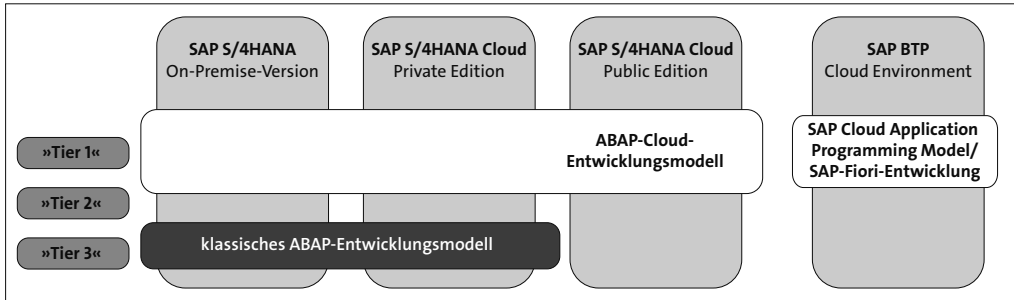 SAP S/4HANA
On-Premise-Version
SAP S/4HANA Cloud
Private Edition
SAP S/4HANA Cloud
Public Edition
SAP BTP
Cloud Environment
»Tier 1«
ABAP-Cloud-
Entwicklungsmodell
SAP Cloud Application
Programming Model/
SAP-Fiori-Entwicklung
»Tier 2«
»Tier 3«
klassisches ABAP-Entwicklungsmodell